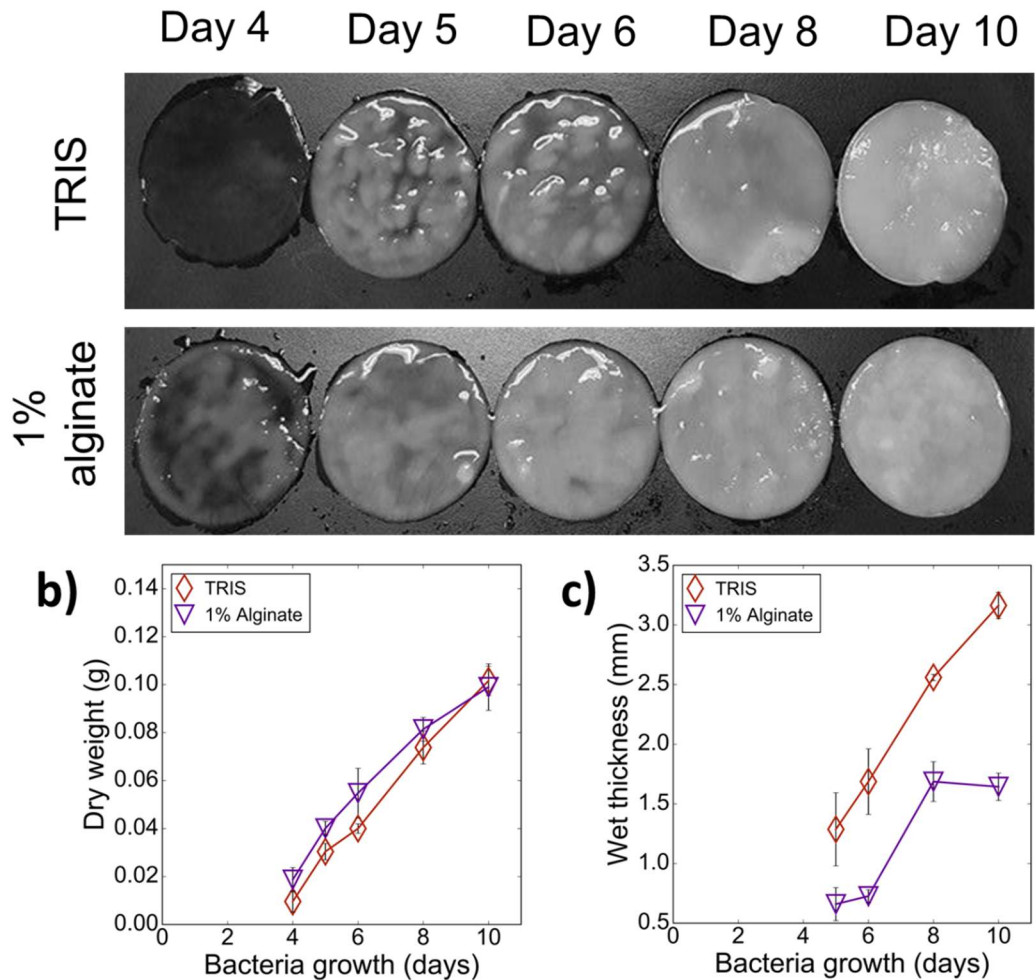 Day 4 Day 5 Day 6 Day 8 Day 10
TRIS
1%
alginate
b)
TRIS
1% Alginate
0.14
0.12
0.10
0.08
0.06
0.04
0.02
0.00
Dry weight (g)
0 2 4 6 8 10
Bacteria growth (days)
c)
TRIS
1% Alginate
3.5
3.0
2.5
2.0
1.5
1.0
0.5
Wet thickness (mm)
0 2 4 6 8 10
Bacteria growth (days)